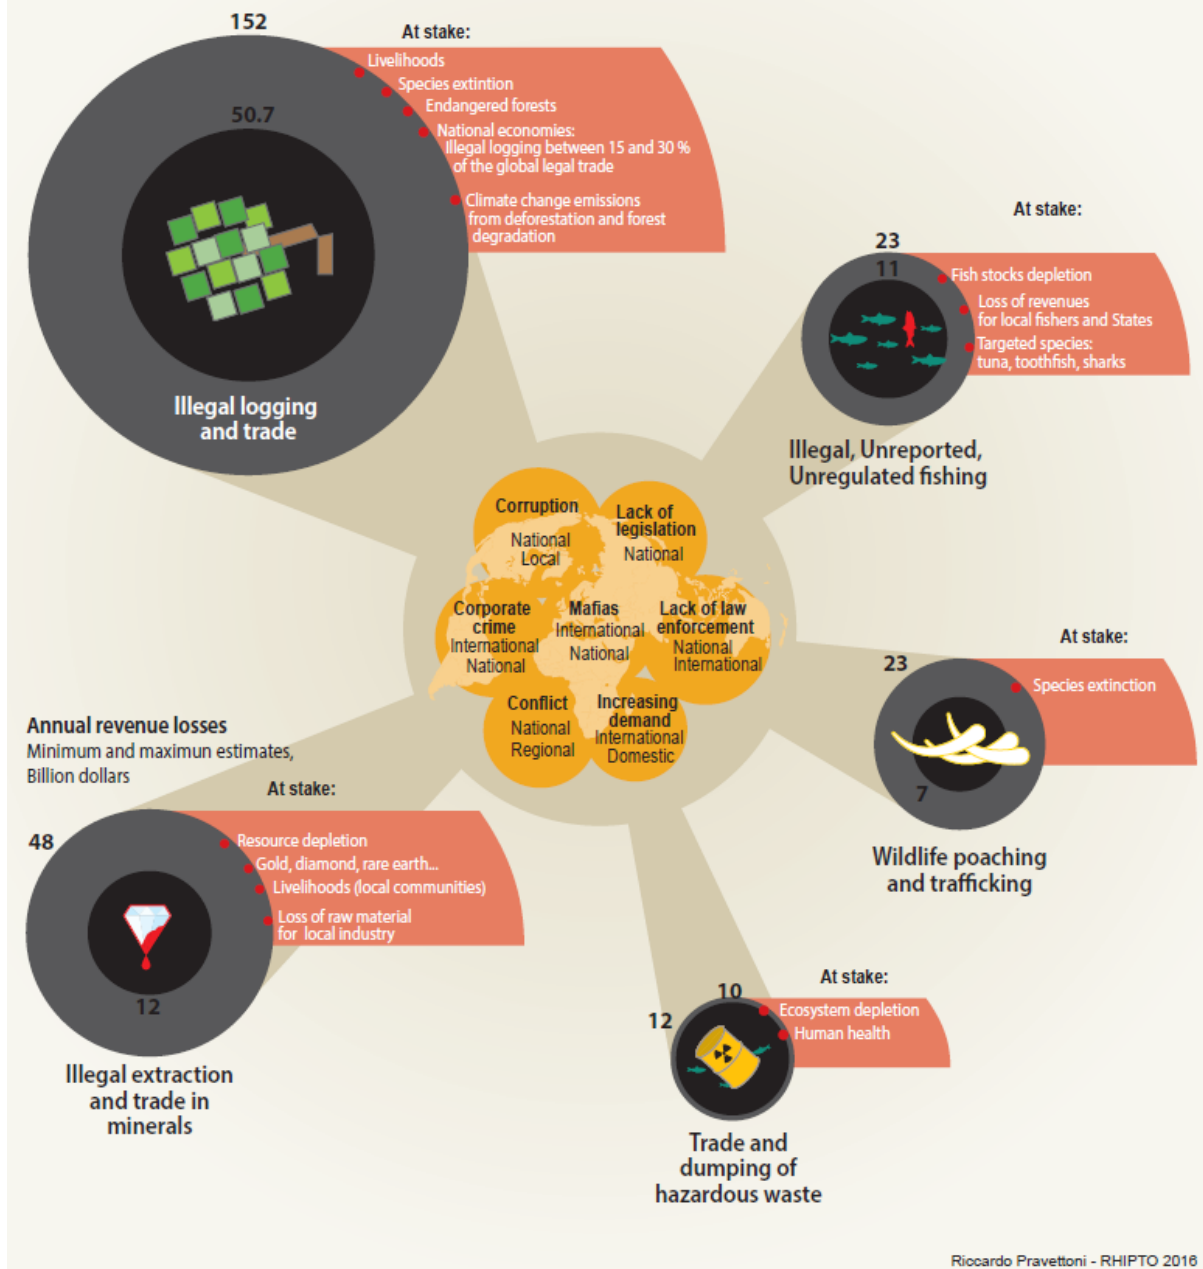 152
At stake:
Livelihoods
Species extintion
50.7
Endangered forests
National economies:
Illegal logging between 15 and 30 %
of the global legal trade
Climate change emissions
from deforestation and forest
degradation
Illegal logging
and trade
At stake:
23
11
Fish stocks depletion
Loss of revenues
for local fishers and States
Targeted species:
tuna, toothfish, sharks
Illegal, Unreported,
Unregulated fishing
Corruption
National
Local
Lack of
legislation
National
Corporate
crime
International
National
Mafias
International
National
Lack of law
enforcement
National
International
Conflict
National
Regional
Increasing
demand
International
Domestic
At stake:
23
Species extinction
7
Wildlife poaching
and trafficking
Annual revenue losses
Minimum and maximun estimates,
Billion dollars
At stake:
48
Resource depletion
Gold, diamond, rare earth...
Livelihoods (local communities)
Loss of raw material
for local industry
12
Illegal extraction
and trade in
minerals
At stake:
10
12
Ecosystem depletion
Human health
Trade and
dumping of
hazardous waste
Riccardo Pravettoni - RHIPTO 2016